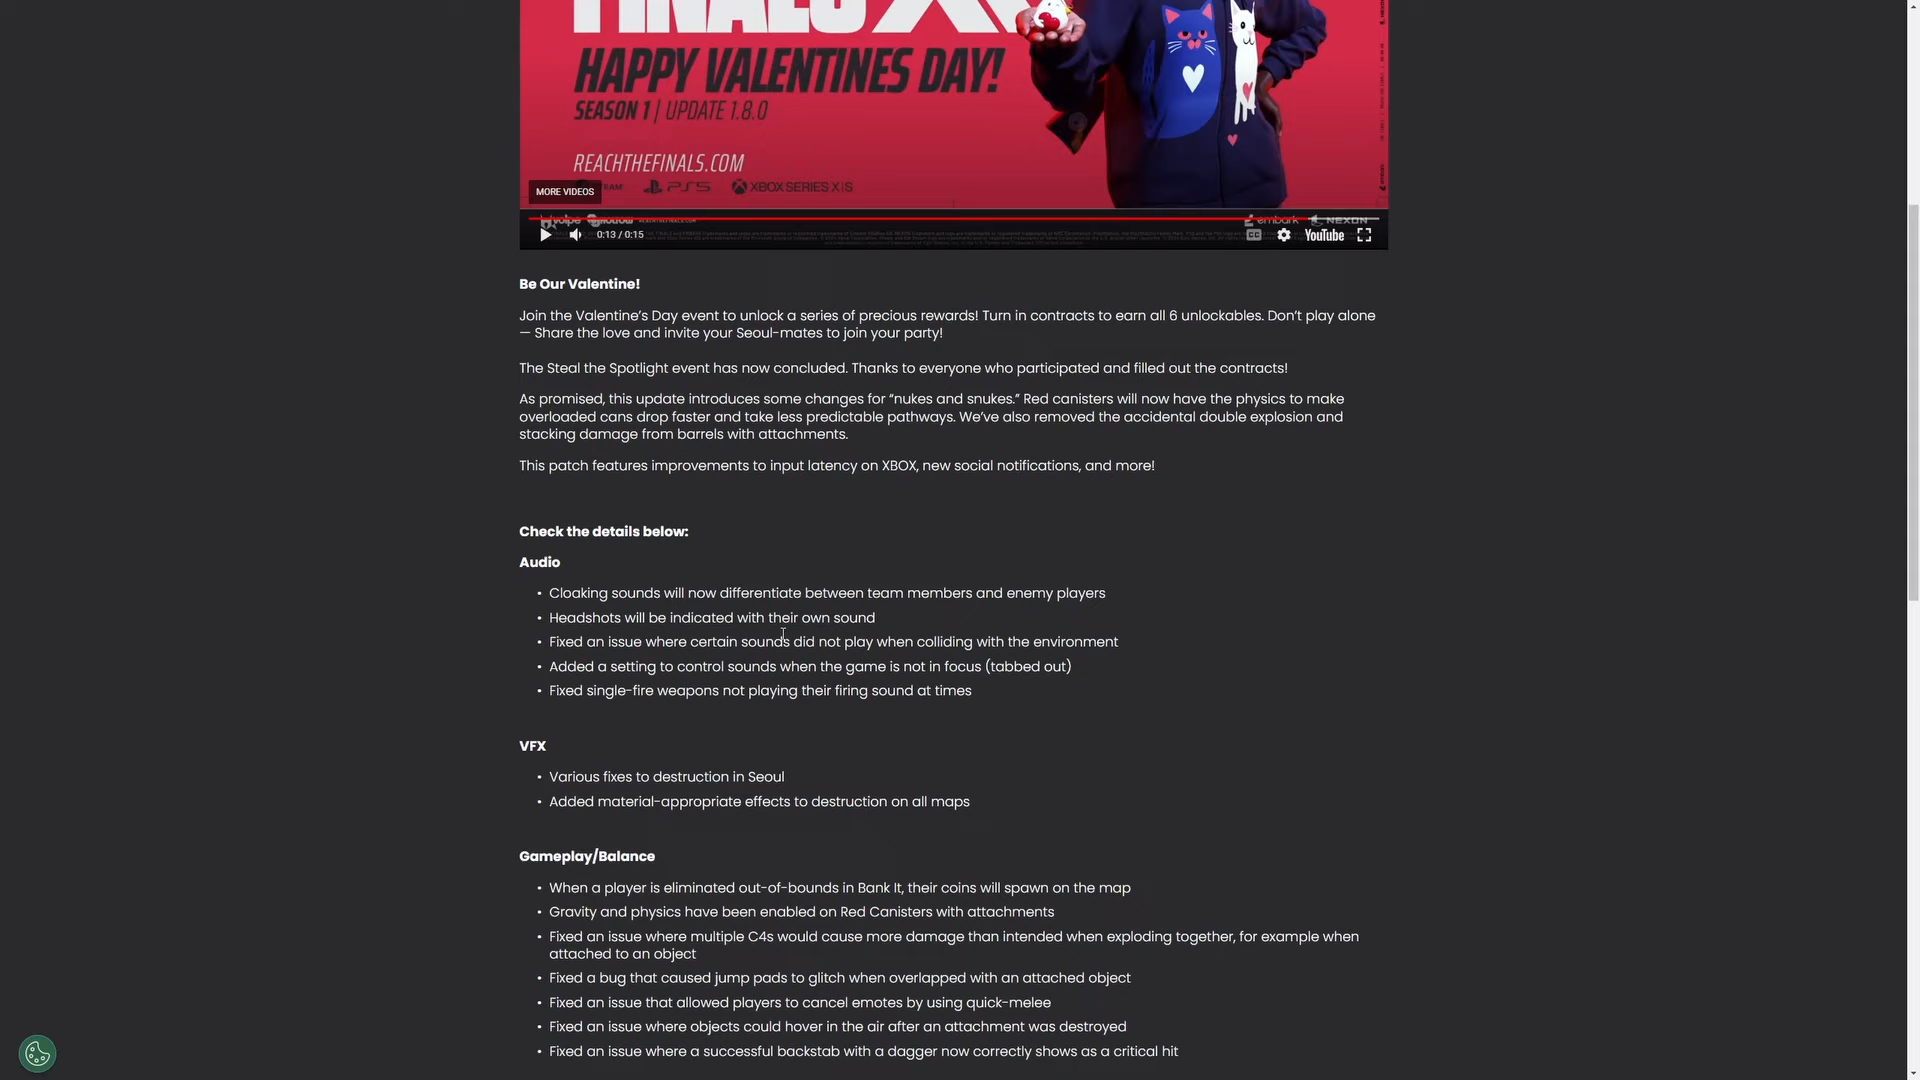 FINALS
HAPPY VALENTINES DAY!
SEASON 1 | UPDATE 1.8.0
REACHTHEFINALS.COM
MORE VIDEOS
PS5 XBOX SERIES X|S
embark NEXON
0:13 / 0:15
CC YouTube
Be Our Valentine!
Join the Valentine's Day event to unlock a series of precious rewards! Turn in contracts to earn all 6 unlockables. Don't play alone
— Share the love and invite your Seoul-mates to join your party!
The Steal the Spotlight event has now concluded. Thanks to everyone who participated and filled out the contracts!
As promised, this update introduces some changes for "nukes and snukes." Red canisters will now have the physics to make
overloaded cans drop faster and take less predictable pathways. We've also removed the accidental double explosion and
stacking damage from barrels with attachments.
This patch features improvements to input latency on XBOX, new social notifications, and more!
Check the details below:
Audio
• Cloaking sounds will now differentiate between team members and enemy players
• Headshots will be indicated with their own sound
• Fixed an issue where certain sounds did not play when colliding with the environment
• Added a setting to control sounds when the game is not in focus (tabbed out)
• Fixed single-fire weapons not playing their firing sound at times
VFX
• Various fixes to destruction in Seoul
• Added material-appropriate effects to destruction on all maps
Gameplay/Balance
• When a player is eliminated out-of-bounds in Bank It, their coins will spawn on the map
• Gravity and physics have been enabled on Red Canisters with attachments
• Fixed an issue where multiple C4s would cause more damage than intended when exploding together, for example when
attached to an object
• Fixed a bug that caused jump pads to glitch when overlapped with an attached object
• Fixed an issue that allowed players to cancel emotes by using quick-melee
• Fixed an issue where objects could hover in the air after an attachment was destroyed
• Fixed an issue where a successful backstab with a dagger now correctly shows as a critical hit